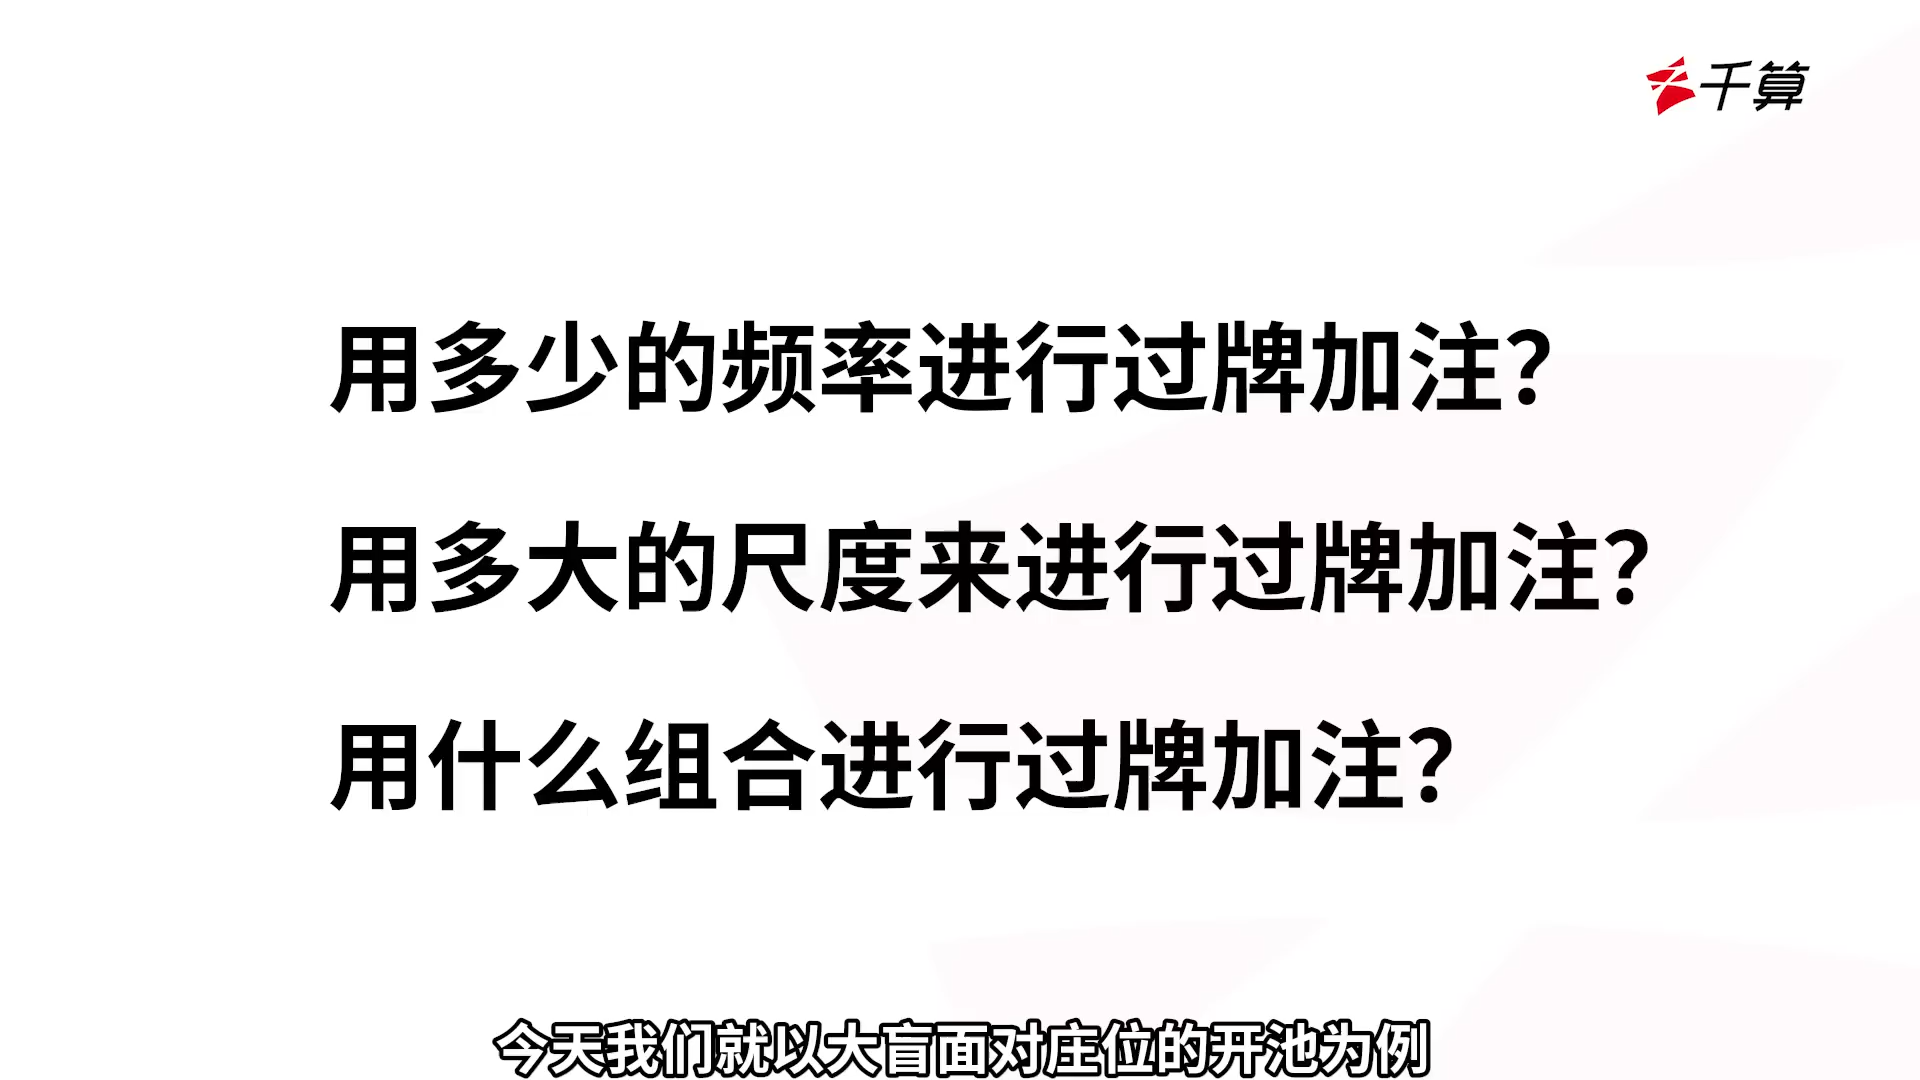 千算
用多少的频率进行过牌加注？
用多大的尺度来进行过牌加注？
用什么组合进行过牌加注？
今天我们就以大盲面对庄位的开池为例